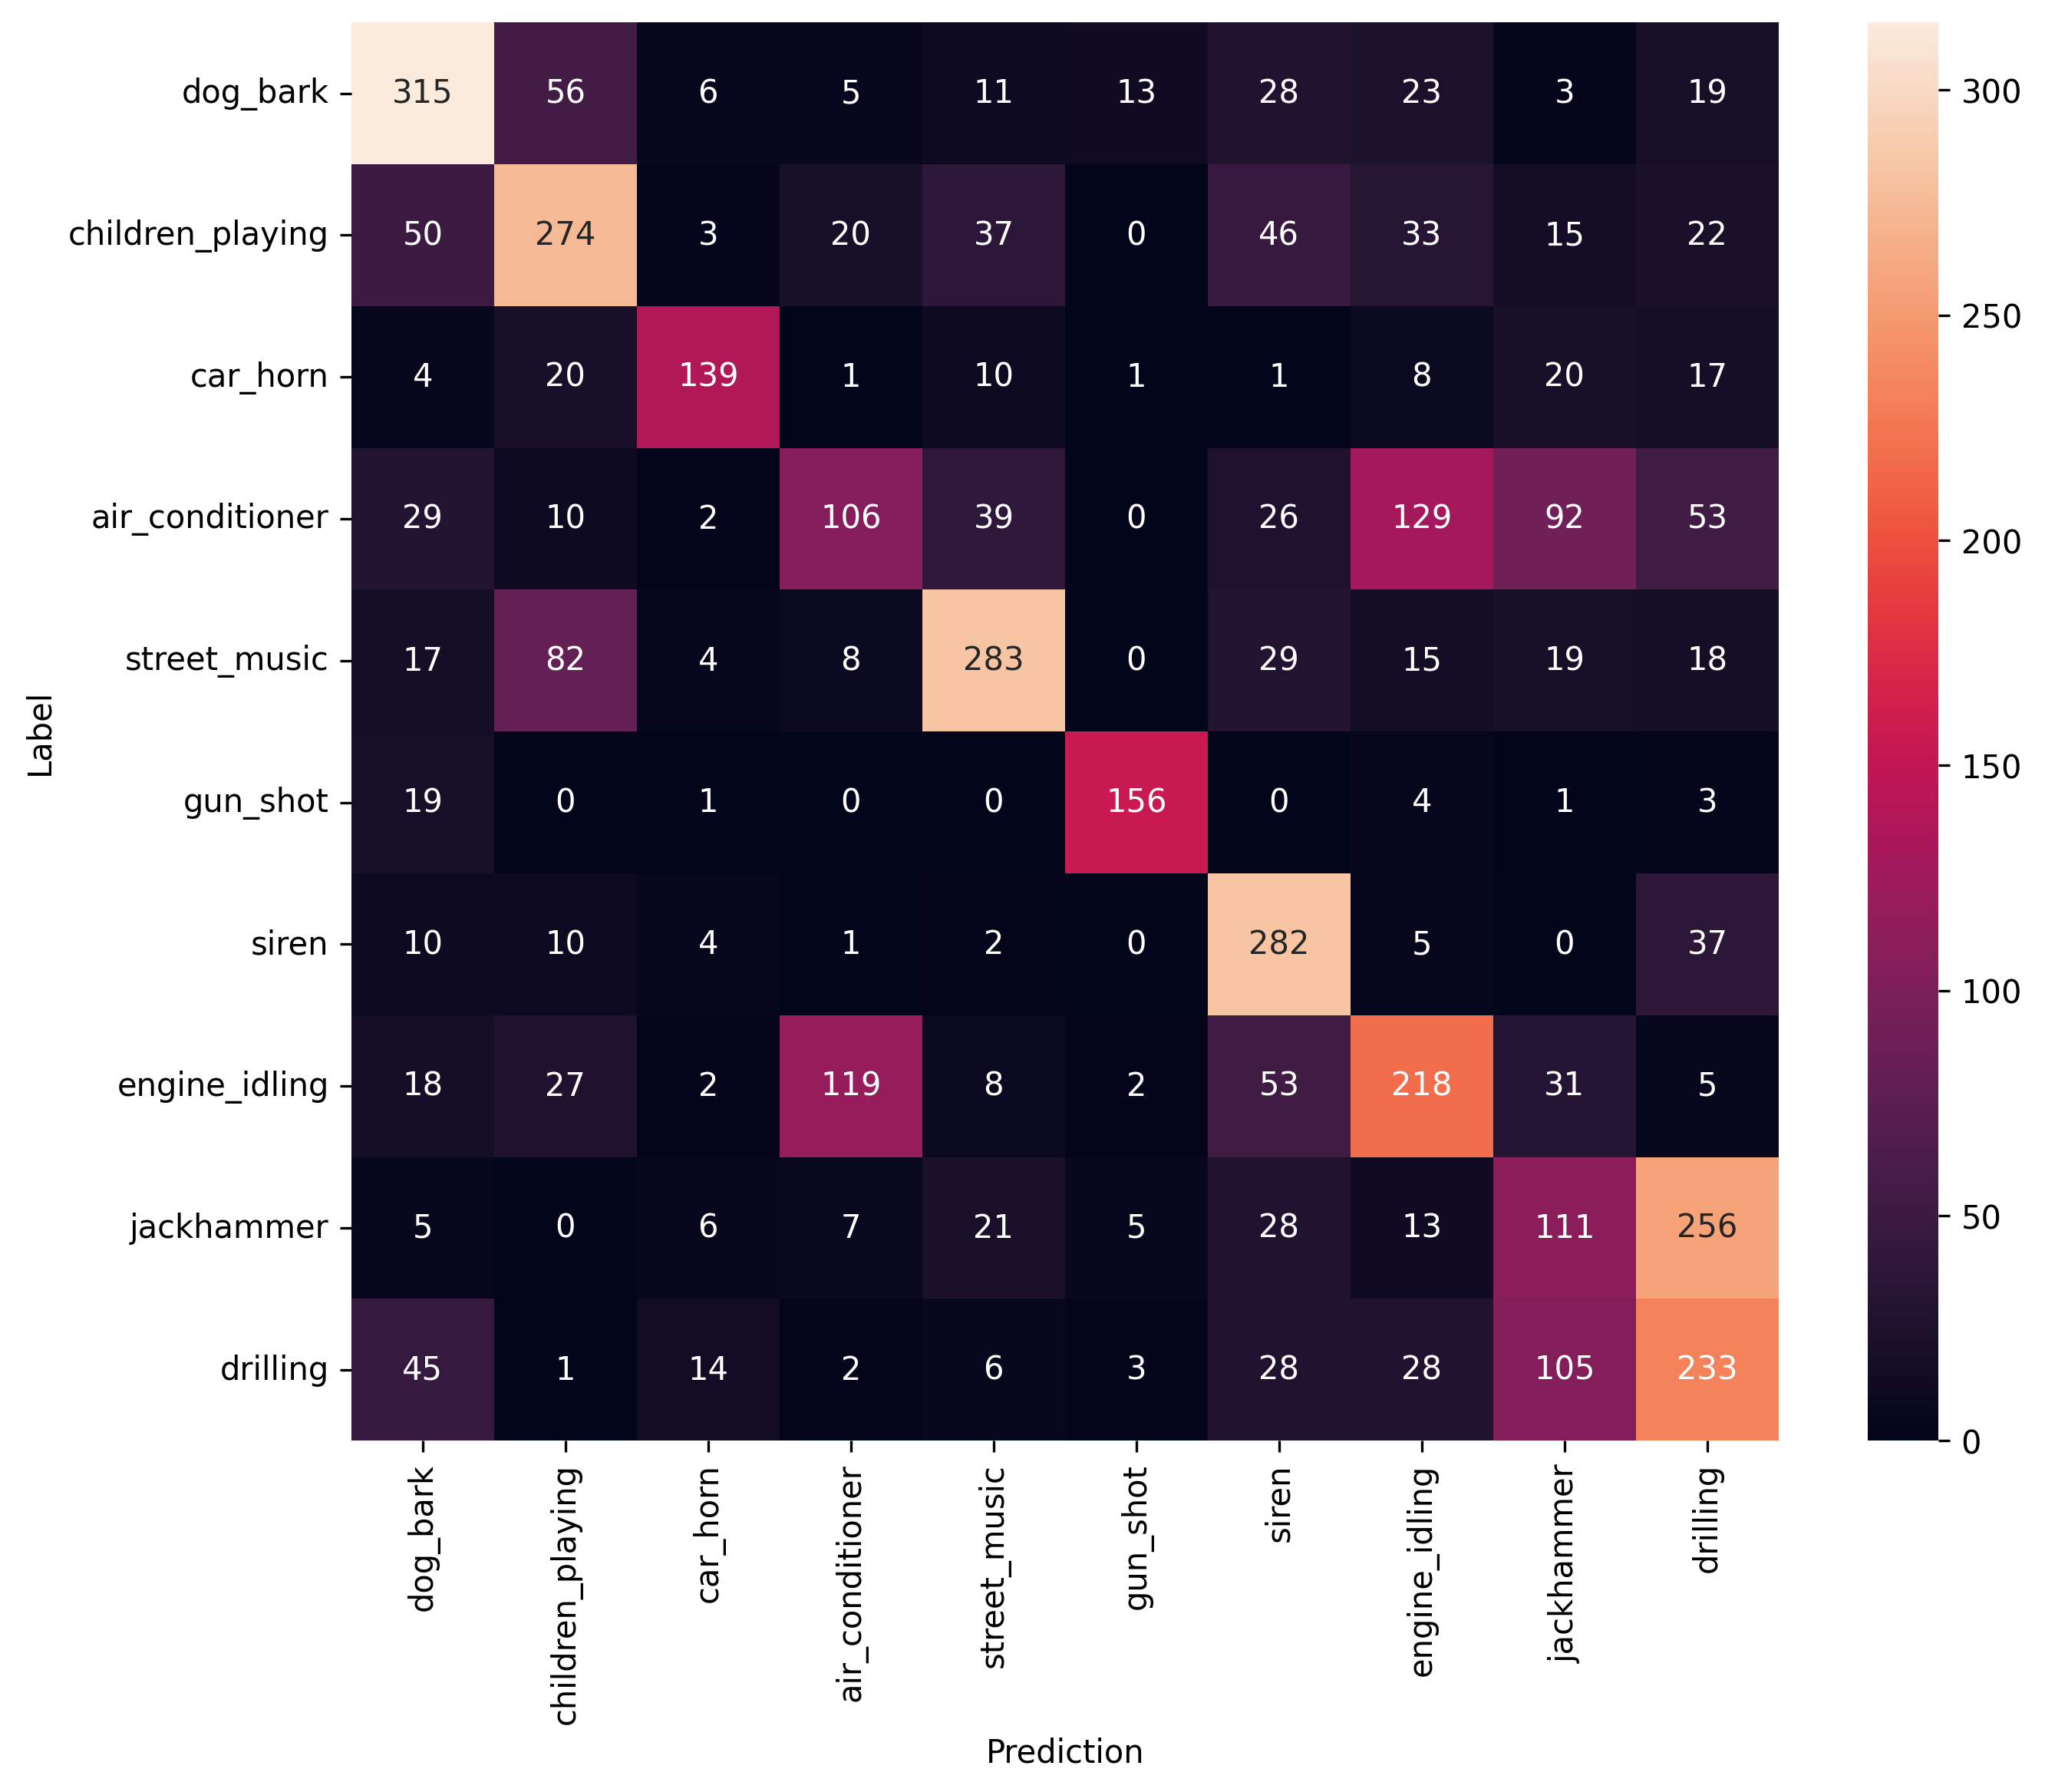 dog_bark 315 56 6 5 11 13 28 23 3 19
children_playing 50 274 3 20 37 0 46 33 15 22
car_horn 4 20 139 1 10 1 1 8 20 17
air_conditioner 29 10 2 106 39 0 26 129 92 53
street_music 17 82 4 8 283 0 29 15 19 18
gun_shot 19 0 1 0 0 156 0 4 1 3
siren 10 10 4 1 2 0 282 5 0 37
engine_idling 18 27 2 119 8 2 53 218 31 5
jackhammer 5 0 6 7 21 5 28 13 111 256
drilling 45 1 14 2 6 3 28 28 105 233
Label
dog_bark
children_playing
car_horn
air_conditioner
street_music
gun_shot
siren
engine_idling
jackhammer
drilling
Prediction
300
250
200
150
100
50
0